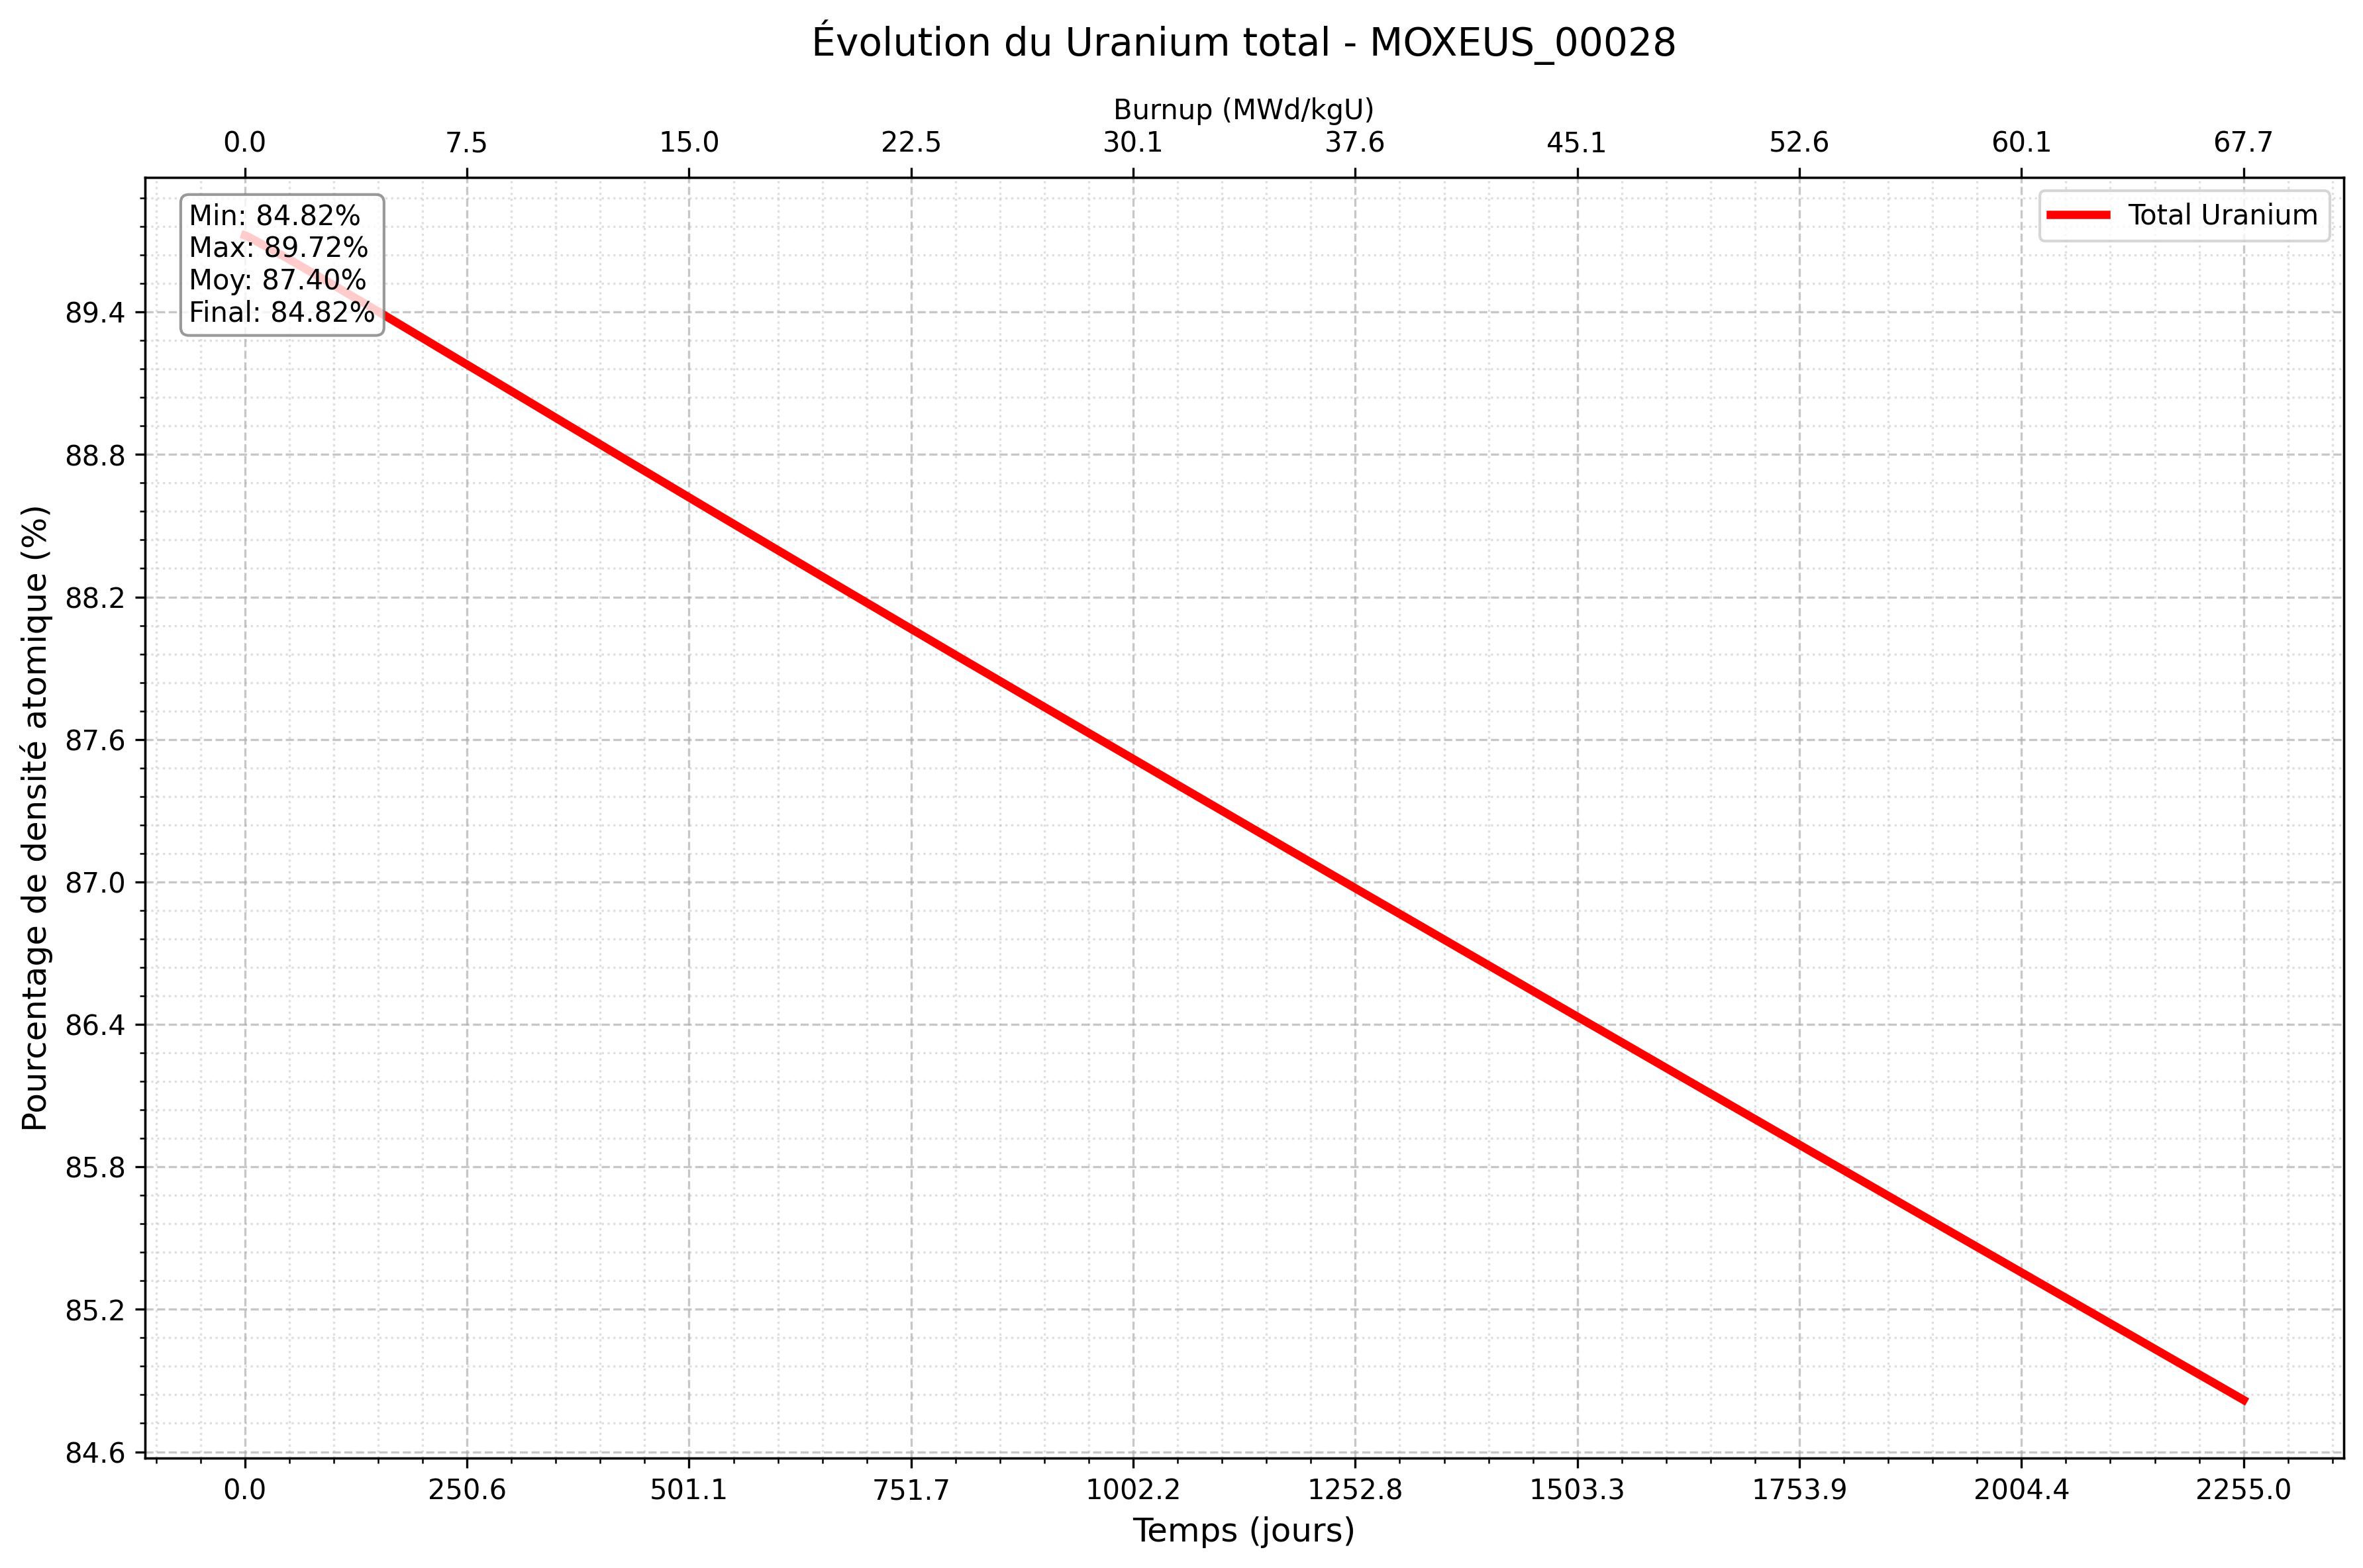 Évolution du Uranium total - MOXEUS_00028
Burnup (MWd/kgU)
0.0 7.5 15.0 22.5 30.1 37.6 45.1 52.6 60.1 67.7
Min: 84.82%
Max: 89.72%
Moy: 87.40%
Final: 84.82%
Total Uranium
Pourcentage de densité atomique (%)
89.4
88.8
88.2
87.6
87.0
86.4
85.8
85.2
84.6
0.0 250.6 501.1 751.7 1002.2 1252.8 1503.3 1753.9 2004.4 2255.0
Temps (jours)